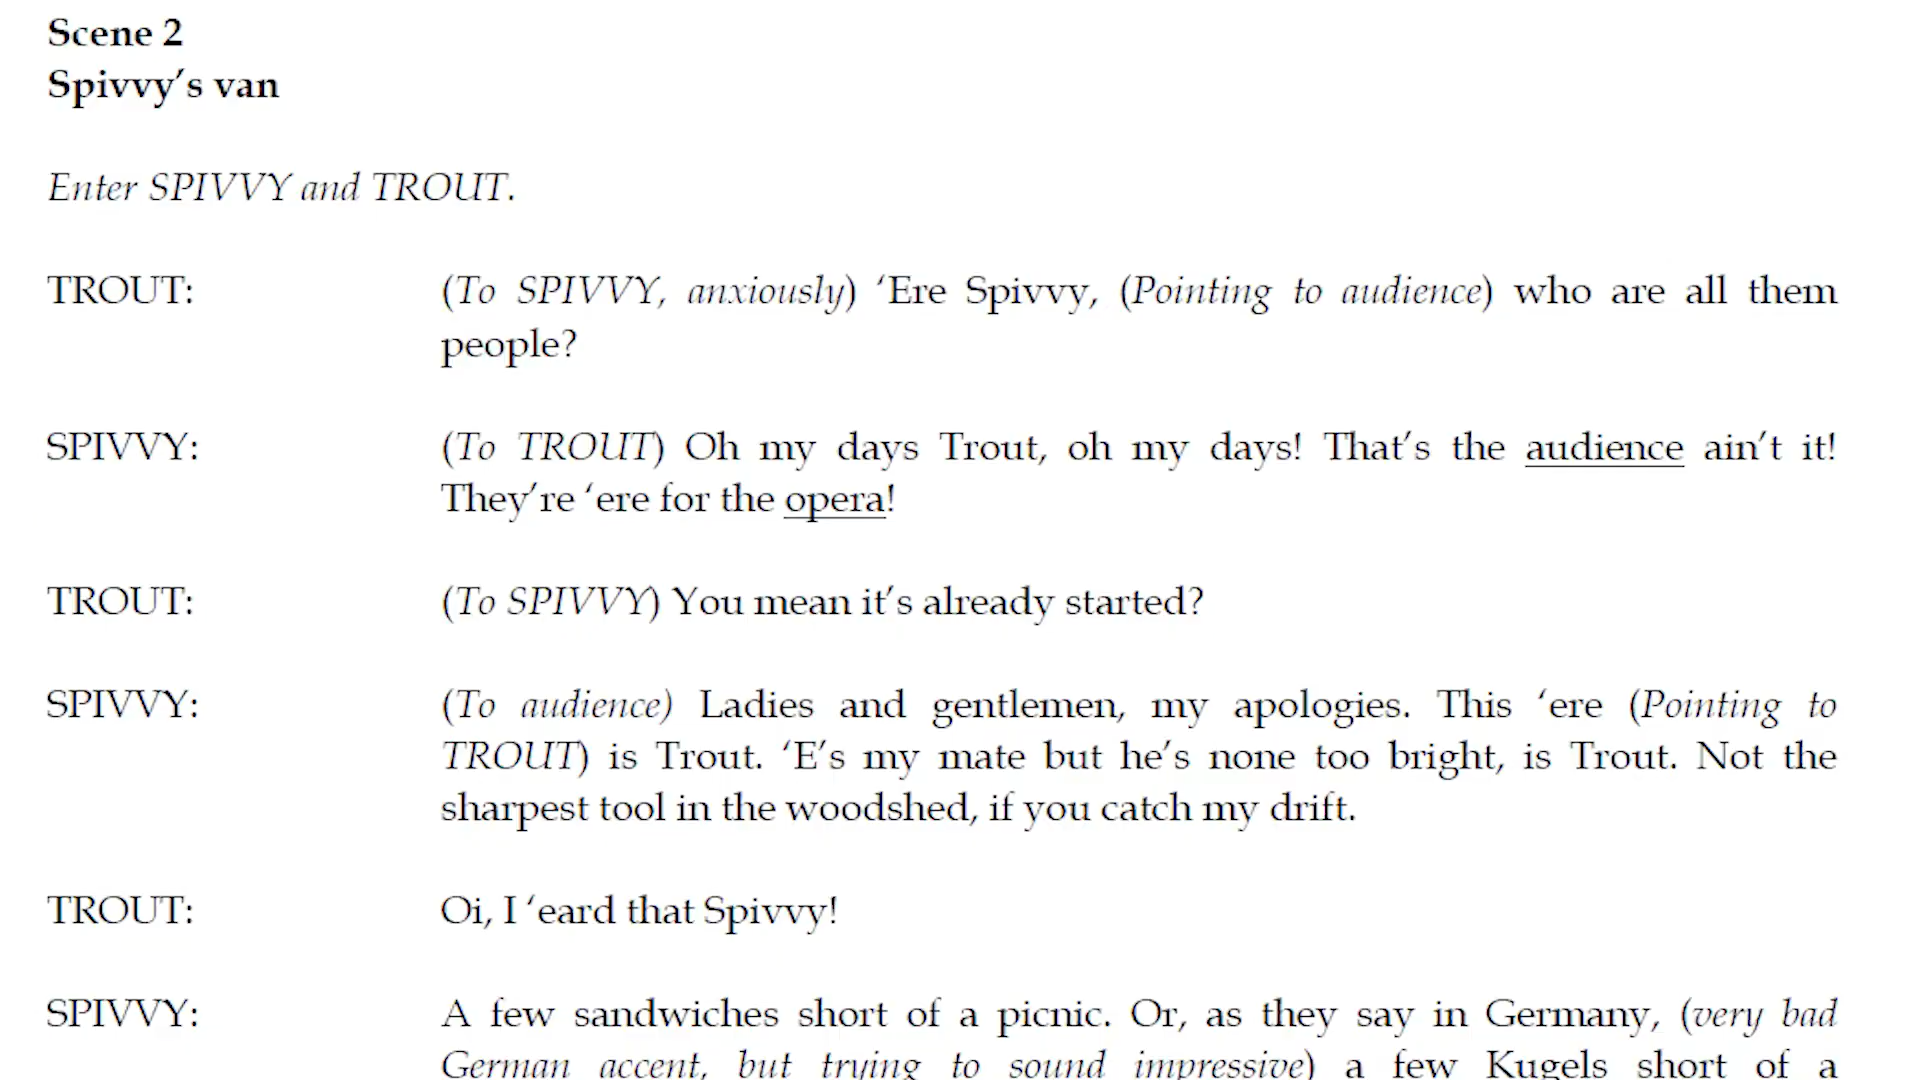 Scene 2
Spivvy’s van
Enter SPIVVY and TROUT.
TROUT: (To SPIVVY, anxiously) ‘Ere Spivvy, (Pointing to audience) who are all them
people?
SPIVVY: (To TROUT) Oh my days Trout, oh my days! That’s the audience ain’t it!
They’re ‘ere for the opera!
TROUT: (To SPIVVY) You mean it’s already started?
SPIVVY: (To audience) Ladies and gentlemen, my apologies. This ‘ere (Pointing to
TROUT) is Trout. ‘E’s my mate but he’s none too bright, is Trout. Not the
sharpest tool in the woodshed, if you catch my drift.
TROUT: Oi, I ‘eard that Spivvy!
SPIVVY: A few sandwiches short of a picnic. Or, as they say in Germany, (very bad
German accent, but trying to sound impressive) a few Kugels short of a